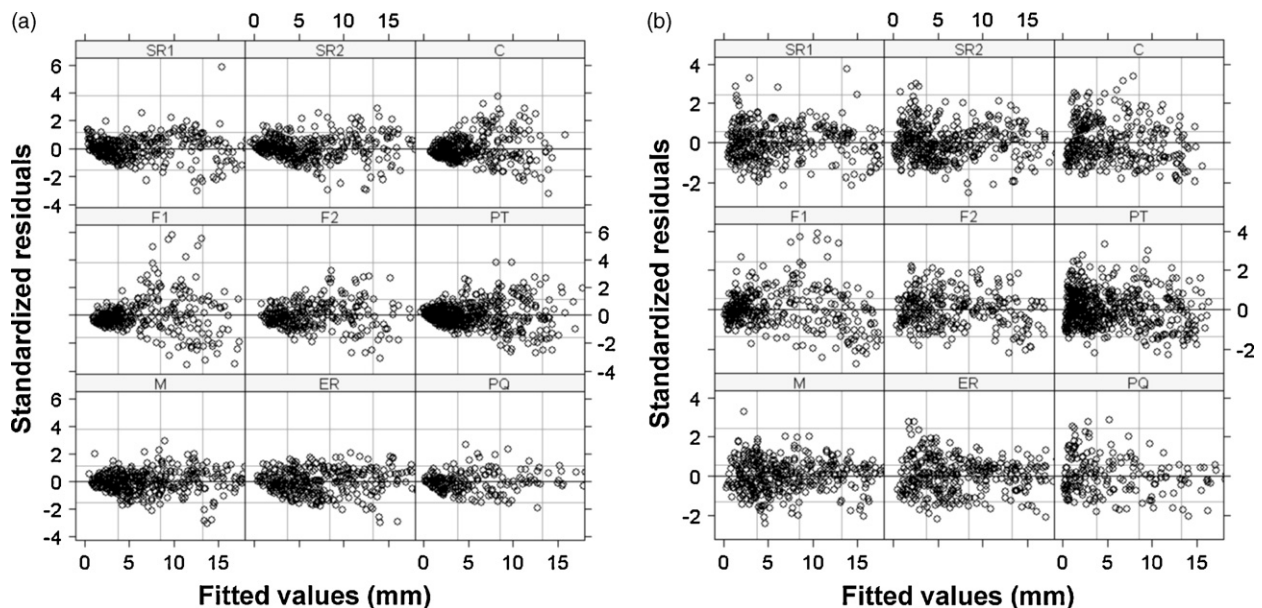 (a)
0 5 10 15
SR1 SR2 C
6
4
2
0
-2
-4
F1 F2 PT
6
4
2
0
-2
-4
M ER PQ
6
4
2
0
-2
-4
0 5 10 15 0 5 10 15
Standardized residuals
Fitted values (mm)
(b)
0 5 10 15
SR1 SR2 C
4
2
0
-2
F1 F2 PT
4
2
0
-2
M ER PQ
4
2
0
-2
0 5 10 15 0 5 10 15
Standardized residuals
Fitted values (mm)